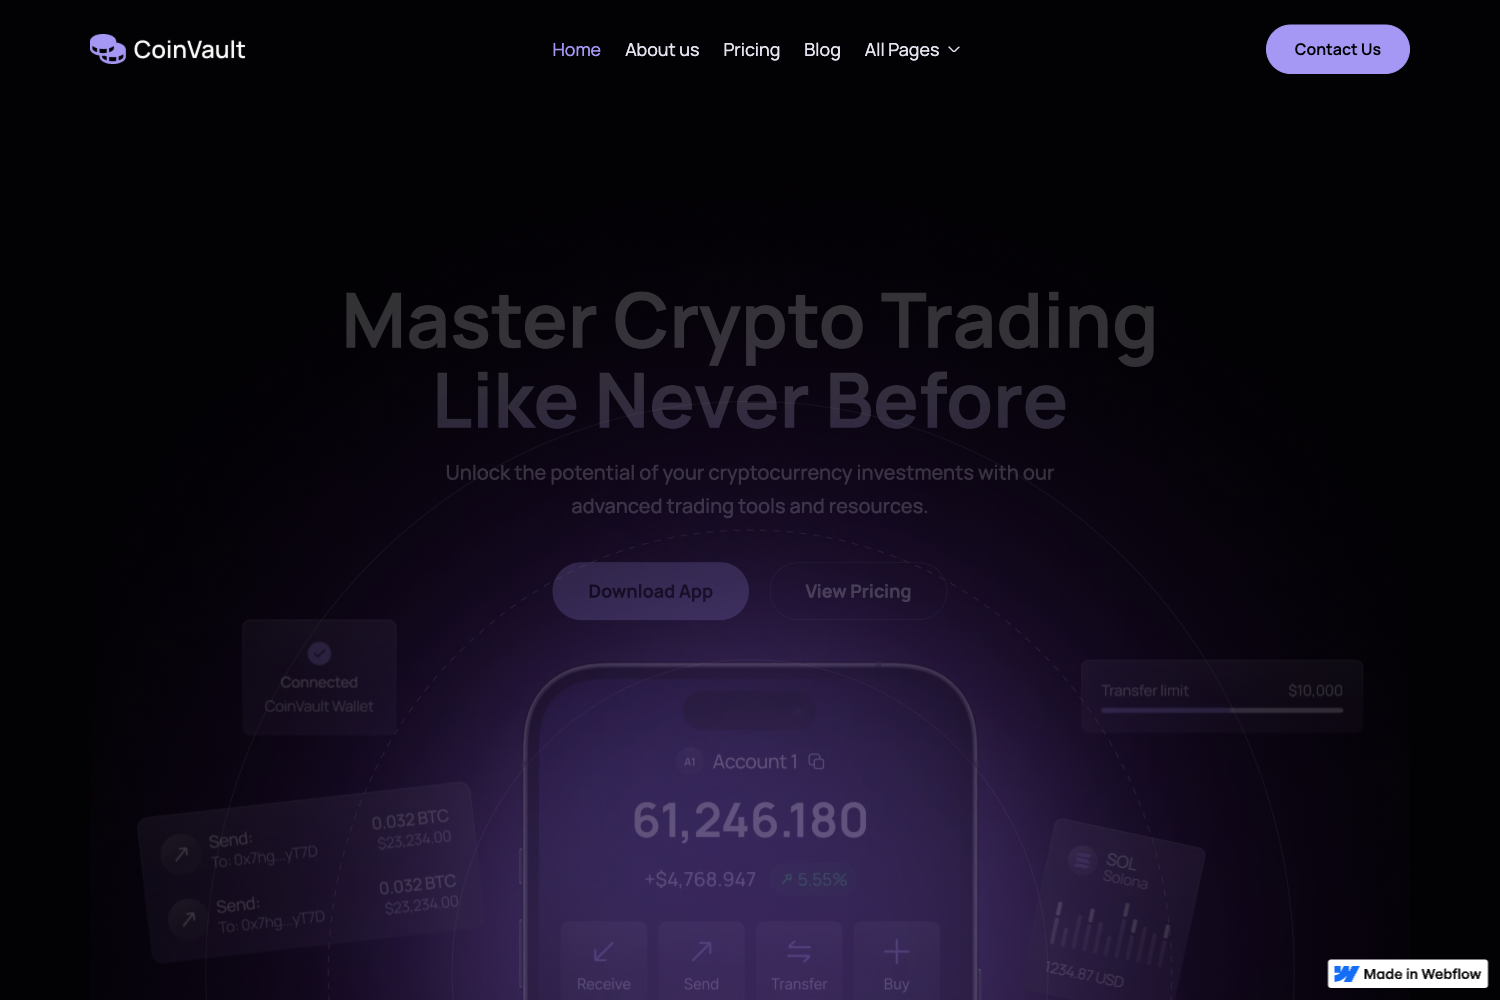 CoinVault
Home
About us
Pricing
Blog
All Pages
Contact Us
Master Crypto Trading
Like Never Before
Unlock the potential of your cryptocurrency investments with our
advanced trading tools and resources.
Download App
View Pricing
Connected
CoinVault Wallet
Transfer limit
$10,000
A1
Account 1
61,246.180
+$4,768.947
5.55%
Send:
0.032 BTC
To: 0x7hg...yT7D
$23,234.00
Send:
0.032 BTC
To: 0x7hg...yT7D
$23,234.00
SOL
Solona
1234.87 USD
Receive
Send
Transfer
Buy
Made in Webflow